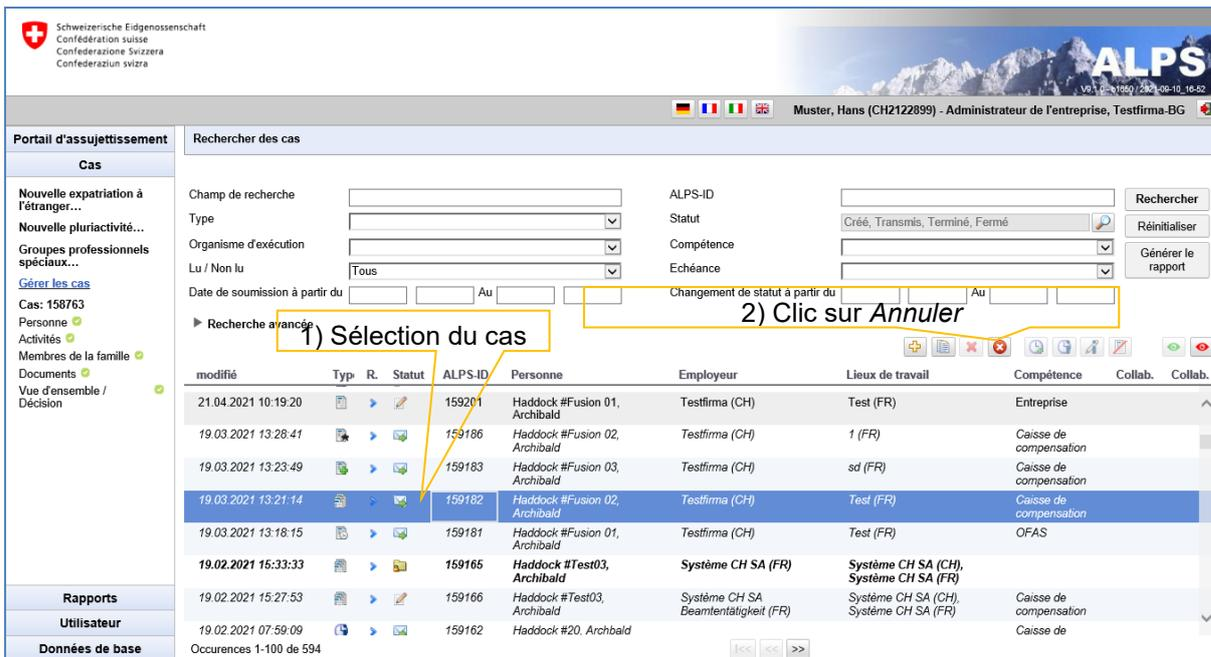 Schweizerische Eidgenossenschaft
Confédération suisse
Confederazione Svizzera
Confederaziun svizra
ALPS
V9.1.0 - b1650 / 2021-09-10_16-52
Muster, Hans (CH2122899) - Administrateur de l'entreprise, Testfirma-BG
Portail d'assujettissement
Cas
Nouvelle expatriation à
l'étranger...
Nouvelle pluriactivité...
Groupes professionnels
spéciaux...
Gérer les cas
Cas: 158763
Personne
Activités
Membres de la famille
Documents
Vue d'ensemble /
Décision
Rapports
Utilisateur
Données de base
Rechercher des cas
Champ de recherche
ALPS-ID
Rechercher
Type
Statut
Créé, Transmis, Terminé, Fermé
Réinitialiser
Organisme d'exécution
Compétence
Générer le
rapport
Lu / Non lu
Tous
Echéance
Date de soumission à partir du
Au
Changement de statut à partir du
Au
Recherche avancée
1) Sélection du cas
2) Clic sur Annuler
modifié Type R. Statut ALPS-ID Personne Employeur Lieux de travail Compétence Collab. Collab.
21.04.2021 10:19:20 159201 Haddock #Fusion 01, Testfirma (CH) Test (FR) Entreprise
Archibald
19.03.2021 13:28:41 159186 Haddock #Fusion 02, Testfirma (CH) 1 (FR) Caisse de
Archibald compensation
19.03.2021 13:23:49 159183 Haddock #Fusion 03, Testfirma (CH) sd (FR) Caisse de
Archibald compensation
19.03.2021 13:21:14 159182 Haddock #Fusion 02, Testfirma (CH) Test (FR) Caisse de
Archibald compensation
19.03.2021 13:18:15 159181 Haddock #Fusion 01, Testfirma (CH) Test (FR) OFAS
Archibald
19.02.2021 15:33:33 159165 Haddock #Test03, Système CH SA (FR) Système CH SA (CH),
Archibald Système CH SA (FR)
19.02.2021 15:27:53 159166 Haddock #Test03, Système CH SA Système CH SA (CH), Caisse de
Archibald Beamtentätigkeit (FR) Système CH SA (FR) compensation
19.02.2021 07:59:09 159162 Haddock #20, Archbald Caisse de
Occurences 1-100 de 594
|<< << >>